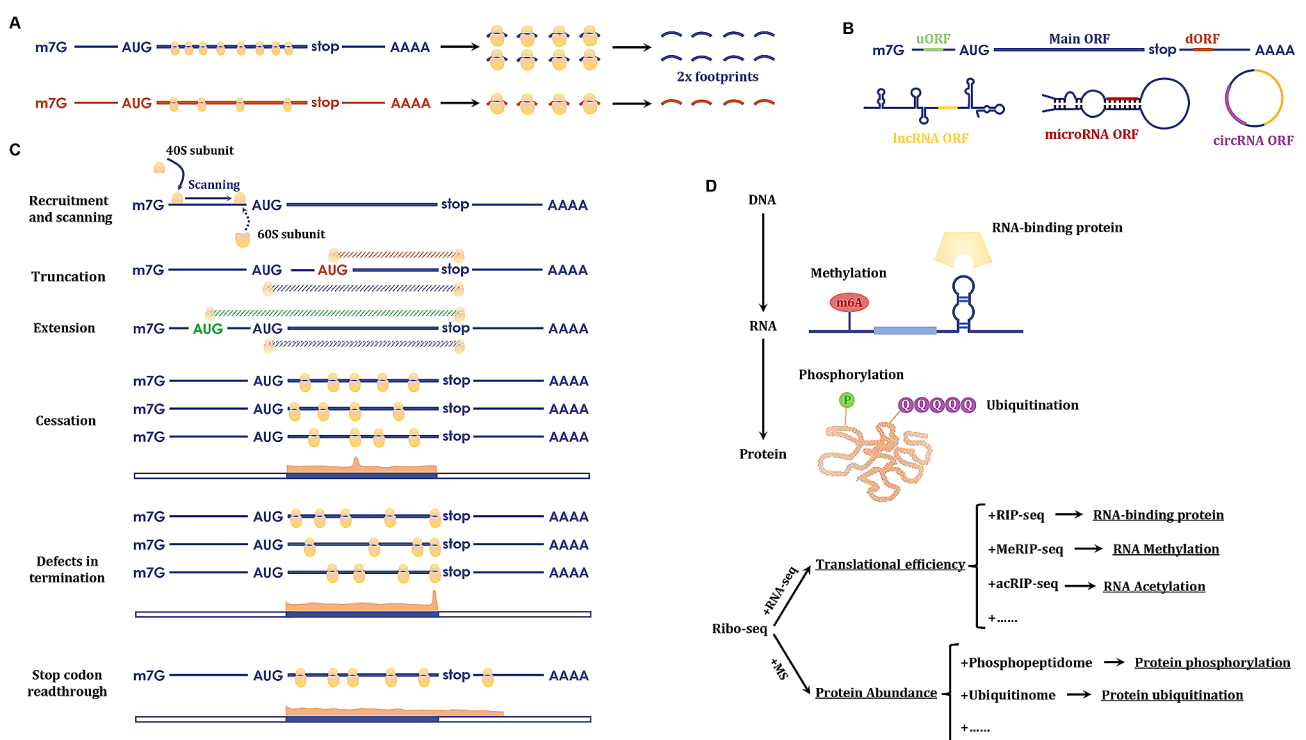 A
m7G AUG stop AAAA
2x footprints
m7G AUG stop AAAA
B
uORF Main ORF dORF
m7G AUG stop AAAA
lncRNA ORF
microRNA ORF
circRNA ORF
C
40S subunit
Scanning
Recruitment
and scanning
m7G AUG stop AAAA
60S subunit
Truncation
m7G AUG AUG stop AAAA
Extension
m7G AUG AUG stop AAAA
Cessation
m7G AUG stop AAAA
m7G AUG stop AAAA
m7G AUG stop AAAA
Defects in
termination
m7G AUG stop AAAA
m7G AUG stop AAAA
m7G AUG stop AAAA
Stop codon
readthrough
m7G AUG stop AAAA
D
DNA
RNA
Protein
RNA-binding protein
Methylation
m6A
Phosphorylation
P
Q Q Q Q Q
Ubiquitination
Ribo-seq
+RNA-seq
Translational efficiency
+RIP-seq RNA-binding protein
+MeRIP-seq RNA Methylation
+acRIP-seq RNA Acetylation
+......
+MS
Protein Abundance
+Phosphopeptidome Protein phosphorylation
+Ubiquitinome Protein ubiquitination
+......